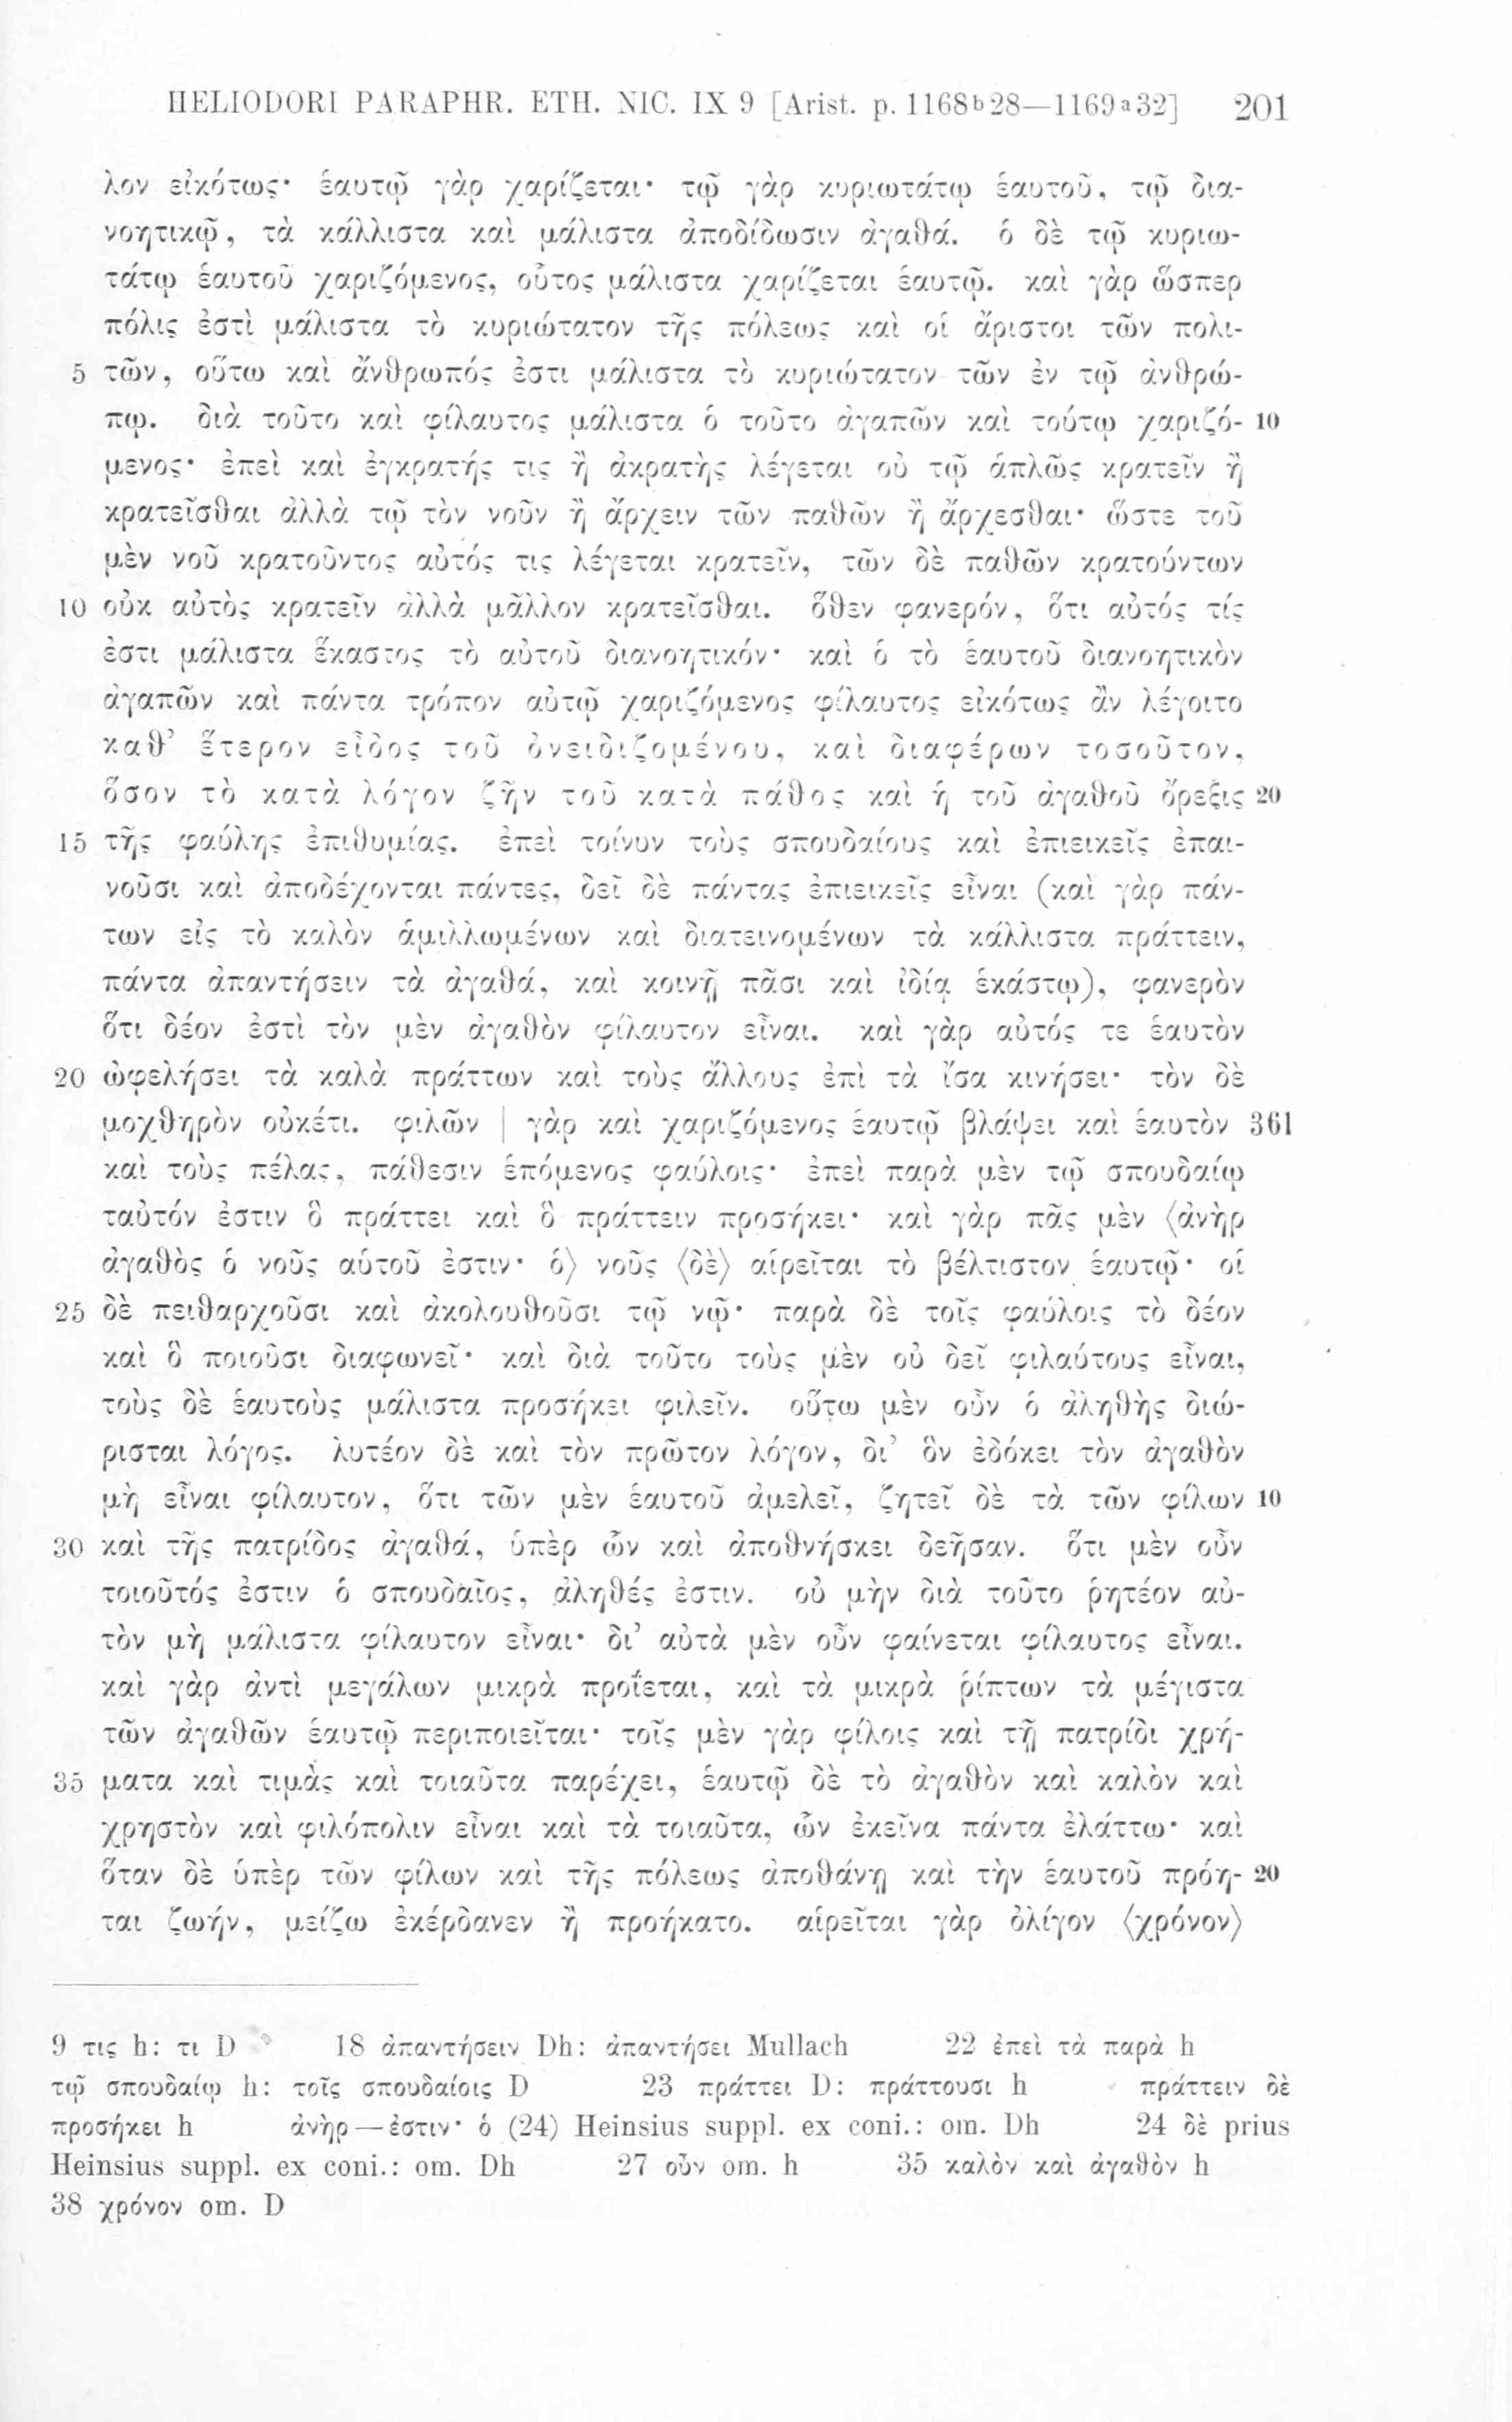 HELIODORI PARAPHR. ETH. NIC. IX 9 [Arist. p. 1168b28—1169a32] 201
λον εἰκότως· ἑαυτῷ γὰρ χαρίζεται· τῷ γὰρ κυριωτάτῳ ἑαυτοῦ, τῷ δια-
νοητικῷ, τὰ κάλλιστα καὶ μάλιστα ἀποδίδωσιν ἀγαθά. ὁ δὲ τῷ κυριω-
τάτῳ ἑαυτοῦ χαριζόμενος, οὗτος μάλιστα χαρίζεται ἑαυτῷ. καὶ γὰρ ὥσπερ
πόλις ἐστὶ μάλιστα τὸ κυριώτατον τῆς πόλεως καὶ οἱ ἄριστοι τῶν πολι-
5 τῶν, οὕτω καὶ ἄνθρωπός ἐστι μάλιστα τὸ κυριώτατον τῶν ἐν τῷ ἀνθρώ-
πῳ. διὰ τοῦτο καὶ φίλαυτος μάλιστα ὁ τοῦτο ἀγαπῶν καὶ τούτῳ χαριζό- 10
μενος· ἐπεὶ καὶ ἐγκρατής τις ἢ ἀκρατὴς λέγεται οὐ τῷ ἁπλῶς κρατεῖν ἢ
κρατεῖσθαι ἀλλὰ τῷ τὸν νοῦν ἢ ἄρχειν τῶν παθῶν ἢ ἄρχεσθαι· ὥστε τοῦ
μὲν νοῦ κρατοῦντος αὐτός τις λέγεται κρατεῖν, τῶν δὲ παθῶν κρατούντων
10 οὐκ αὐτὸς κρατεῖν ἀλλὰ μᾶλλον κρατεῖσθαι. ὅθεν φανερόν, ὅτι αὐτός τίς
ἐστι μάλιστα ἕκαστος τὸ αὐτοῦ διανοητικόν· καὶ ὁ τὸ ἑαυτοῦ διανοητικὸν
ἀγαπῶν καὶ πάντα τρόπον αὐτῷ χαριζόμενος φίλαυτος εἰκότως ἂν λέγοιτο
καθ’ ἕτερον εἶδος τοῦ ὀνειδιζομένου, καὶ διαφέρων τοσοῦτον,
ὅσον τὸ κατὰ λόγον ζῆν τοῦ κατὰ πάθος καὶ ἡ τοῦ ἀγαθοῦ ὄρεξις 20
15 τῆς φαύλης ἐπιθυμίας. ἐπεὶ τοίνυν τοὺς σπουδαίους καὶ ἐπιεικεῖς ἐπαι-
νοῦσι καὶ ἀποδέχονται πάντες, δεῖ δὲ πάντας ἐπιεικεῖς εἶναι (καὶ γὰρ πάν-
των εἰς τὸ καλὸν ἁμιλλωμένων καὶ διατεινομένων τὰ κάλλιστα πράττειν,
πάντα ἀπαντήσειν τὰ ἀγαθά, καὶ κοινῇ πᾶσι καὶ ἰδίᾳ ἑκάστῳ), φανερὸν
ὅτι δέον ἐστὶ τὸν μὲν ἀγαθὸν φίλαυτον εἶναι. καὶ γὰρ αὐτός τε ἑαυτὸν
20 ὠφελήσει τὰ καλὰ πράττων καὶ τοὺς ἄλλους ἐπὶ τὰ ἴσα κινήσει· τὸν δὲ
μοχθηρὸν οὐκέτι. φιλῶν | γὰρ καὶ χαριζόμενος ἑαυτῷ βλάψει καὶ ἑαυτὸν 361
καὶ τοὺς πέλας, πάθεσιν ἑπόμενος φαύλοις· ἐπεὶ παρὰ μὲν τῷ σπουδαίῳ
ταὐτόν ἐστιν ὃ πράττει καὶ ὃ πράττειν προσήκει· καὶ γὰρ πᾶς μὲν ⟨ἀνὴρ
ἀγαθὸς ὁ νοῦς αὑτοῦ ἐστιν· ὁ⟩ νοῦς ⟨δὲ⟩ αἱρεῖται τὸ βέλτιστον ἑαυτῷ· οἱ
25 δὲ πειθαρχοῦσι καὶ ἀκολουθοῦσι τῷ νῷ· παρὰ δὲ τοῖς φαύλοις τὸ δέον
καὶ ὃ ποιοῦσι διαφωνεῖ· καὶ διὰ τοῦτο τοὺς μὲν οὐ δεῖ φιλαύτους εἶναι,
τοὺς δὲ ἑαυτοὺς μάλιστα προσήκει φιλεῖν. οὕτω μὲν οὖν ὁ ἀληθὴς διώ-
ρισται λόγος. λυτέον δὲ καὶ τὸν πρῶτον λόγον, δι’ ὃν ἐδόκει τὸν ἀγαθὸν
μὴ εἶναι φίλαυτον, ὅτι τῶν μὲν ἑαυτοῦ ἀμελεῖ, ζητεῖ δὲ τὰ τῶν φίλων 10
30 καὶ τῆς πατρίδος ἀγαθά, ὑπὲρ ὧν καὶ ἀποθνήσκει δεῆσαν. ὅτι μὲν οὖν
τοιοῦτός ἐστιν ὁ σπουδαῖος, ἀληθές ἐστιν. οὐ μὴν διὰ τοῦτο ῥητέον αὐ-
τὸν μὴ μάλιστα φίλαυτον εἶναι· δι’ αὐτὰ μὲν οὖν φαίνεται φίλαυτος εἶναι.
καὶ γὰρ ἀντὶ μεγάλων μικρὰ προΐεται, καὶ τὰ μικρὰ ῥίπτων τὰ μέγιστα
τῶν ἀγαθῶν ἑαυτῷ περιποιεῖται· τοῖς μὲν γὰρ φίλοις καὶ τῇ πατρίδι χρή-
35 ματα καὶ τιμὰς καὶ τοιαῦτα παρέχει, ἑαυτῷ δὲ τὸ ἀγαθὸν καὶ καλὸν καὶ
χρηστὸν καὶ φιλόπολιν εἶναι καὶ τὰ τοιαῦτα, ὧν ἐκεῖνα πάντα ἐλάττω· καὶ
ὅταν δὲ ὑπὲρ τῶν φίλων καὶ τῆς πόλεως ἀποθάνῃ καὶ τὴν ἑαυτοῦ πρόη- 20
ται ζωήν, μείζω ἐκέρδανεν ἢ προήκατο. αἱρεῖται γὰρ ὀλίγον ⟨χρόνον⟩
9 τις h: τι D 18 ἀπαντήσειν Dh: ἀπαντήσει Mullach 22 ἐπεὶ τὰ παρὰ h
τῷ σπουδαίῳ h: τοῖς σπουδαίοις D 23 πράττει D: πράττουσι h πράττειν δὲ
προσήκει h ἀνὴρ—ἐστιν· ὁ (24) Heinsius suppl. ex coni.: om. Dh 24 δὲ prius
Heinsius suppl. ex coni.: om. Dh 27 οὖν om. h 35 καλὸν καὶ ἀγαθὸν h
38 χρόνον om. D